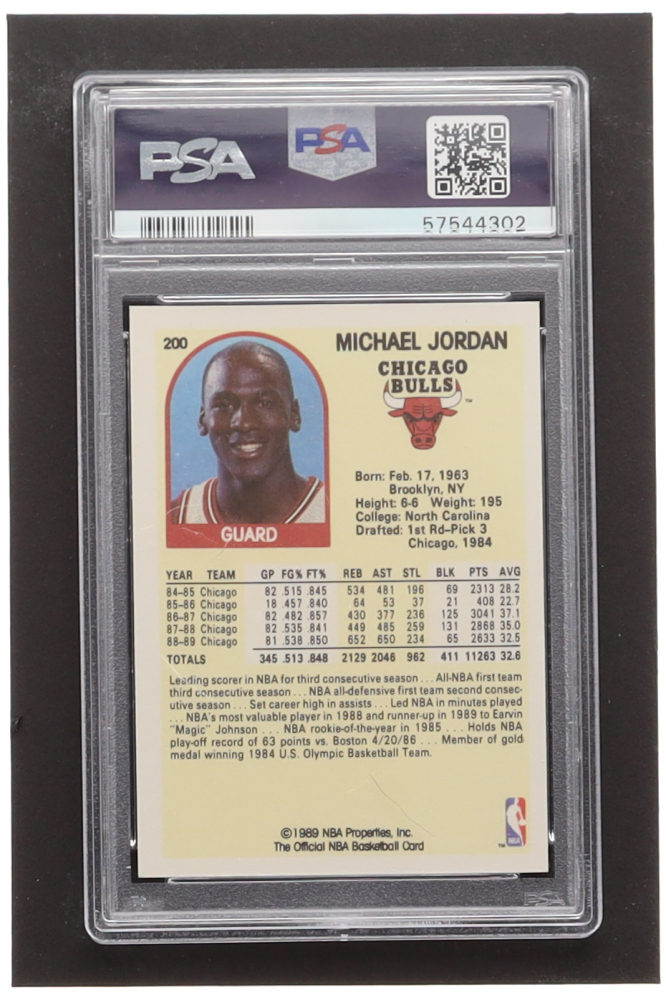 PSA PSA
57544302
200 MICHAEL JORDAN
CHICAGO
BULLS
TM
Born: Feb. 17, 1963
Brooklyn, NY
Height: 6-6 Weight: 195
College: North Carolina
Drafted: 1st Rd-Pick 3
Chicago, 1984
GUARD
YEAR TEAM GP FG% FT% REB AST STL BLK PTS AVG
84-85 Chicago 82 .515 .845 534 481 196 69 2313 28.2
85-86 Chicago 18 .457 .840 64 53 37 21 408 22.7
86-87 Chicago 82 .482 .857 430 377 236 125 3041 37.1
87-88 Chicago 82 .535 .841 449 485 259 131 2868 35.0
88-89 Chicago 81 .538 .850 652 650 234 65 2633 32.5
TOTALS 345 .513 .848 2129 2046 962 411 11263 32.6
Leading scorer in NBA for third consecutive season . . . All-NBA first team
third consecutive season . . . NBA all-defensive first team second consec-
utive season . . . Set career high in assists . . . Led NBA in minutes played
. . . NBA's most valuable player in 1988 and runner-up in 1989 to Earvin
"Magic" Johnson . . . NBA rookie-of-the-year in 1985 . . . Holds NBA
play-off record of 63 points vs. Boston 4/20/86 . . . Member of gold
medal winning 1984 U.S. Olympic Basketball Team.
©1989 NBA Properties, Inc.
The Official NBA Basketball Card
TM NBA
PSA